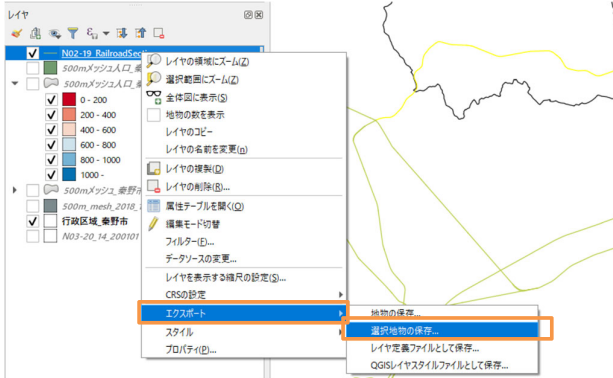 レイヤ
N02-19_RailroadSecti
レイヤの領域にズーム(Z)
500mメッシュ人口_秦
選択範囲にズーム(Z)
500mメッシュ人口_秦
全体図に表示(S)
0 - 200
地物の数を表示
200 - 400
レイヤのコピー
400 - 600
レイヤの名前を変更(n)
600 - 800
800 - 1000
レイヤの複製(D)
1000 -
レイヤの削除(R)...
500mメッシュ_秦野市
500m_mesh_2018_1
属性テーブルを開く(O)
行政区域_秦野市
編集モード切替
N03-20_14_200101
フィルター(F)...
データソースの変更...
レイヤを表示する縮尺の設定(S)...
CRSの設定
エクスポート
地物の保存...
スタイル
選択地物の保存...
プロパティ(P)...
レイヤ定義ファイルとして保存...
QGISレイヤスタイルファイルとして保存...